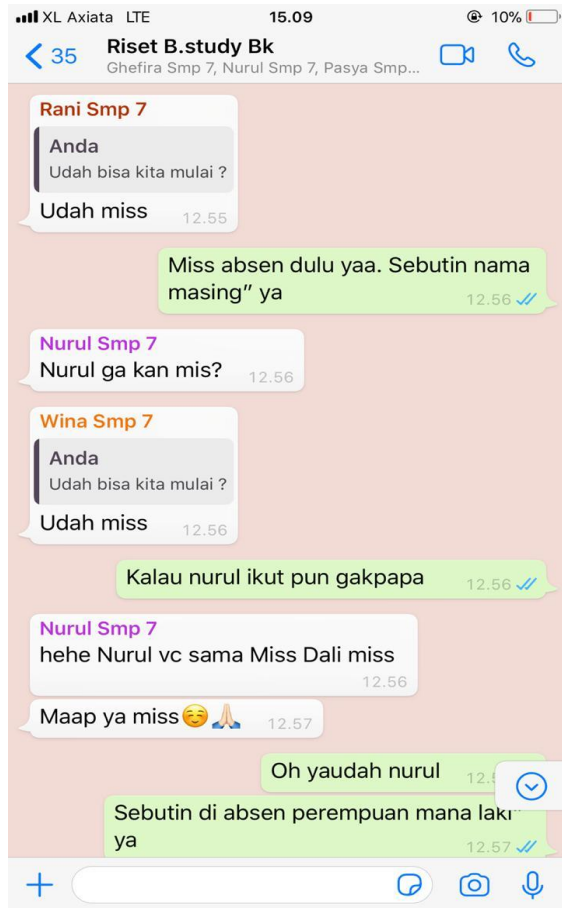 XL Axiata LTE 15.09 10%
35 Riset B.study Bk
Ghefira Smp 7, Nurul Smp 7, Pasya Smp...
Rani Smp 7
Anda
Udah bisa kita mulai ?
Udah miss 12.55
Miss absen dulu yaa. Sebutin nama
masing" ya 12.56
Nurul Smp 7
Nurul ga kan mis? 12.56
Wina Smp 7
Anda
Udah bisa kita mulai ?
Udah miss 12.56
Kalau nurul ikut pun gakpapa 12.56
Nurul Smp 7
hehe Nurul vc sama Miss Dali miss
12.56
Maap ya miss☺️🙏🏻 12.57
Oh yaudah nurul
Sebutin di absen perempuan mana laki"
ya 12.57